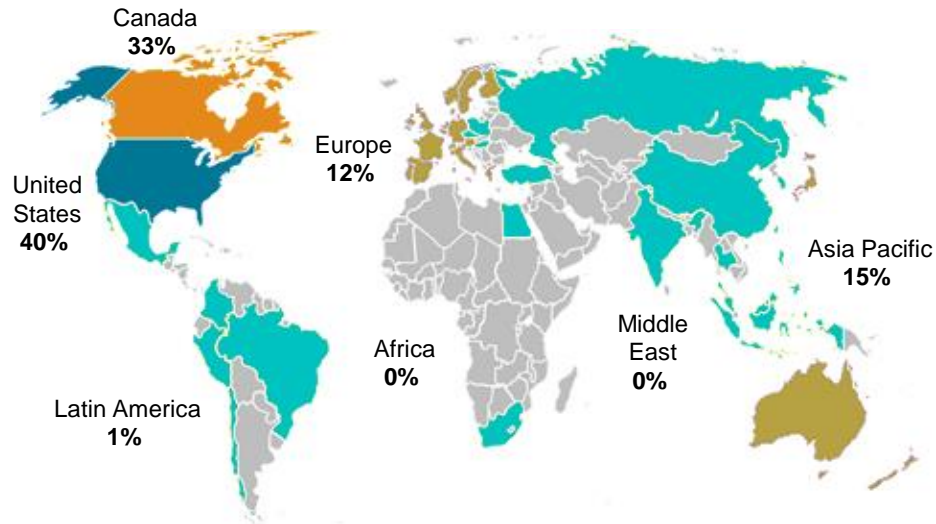 Canada
33%
Europe
12%
United
States
40%
Asia Pacific
15%
Middle
East
0%
Africa
0%
Latin America
1%